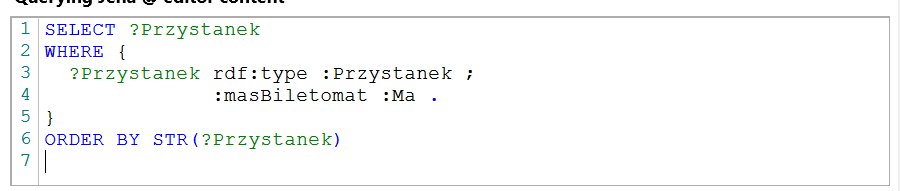 Querying Jena @ editor content
1 SELECT ?Przystanek
2 WHERE {
3   ?Przystanek rdf:type :Przystanek ;
4               :masBiletomat :Ma .
5 }
6 ORDER BY STR(?Przystanek)
7